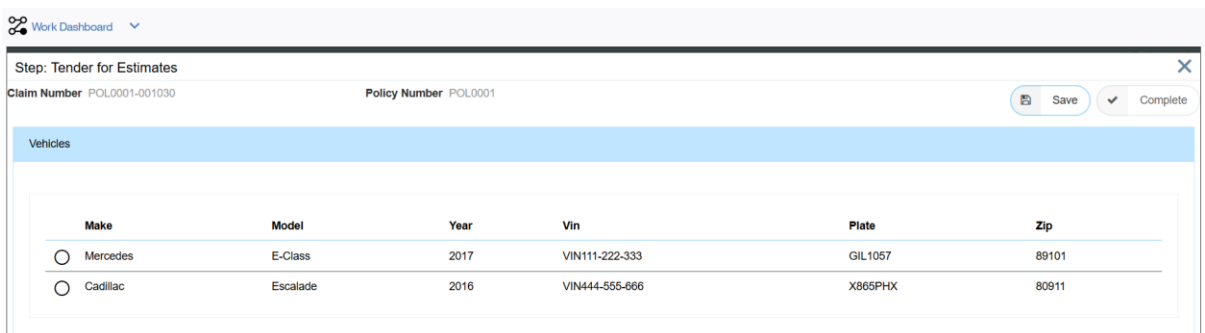 Work Dashboard
Step: Tender for Estimates
Claim Number POL0001-001030 Policy Number POL0001 Save Complete
Vehicles
Make Model Year Vin Plate Zip
Mercedes E-Class 2017 VIN111-222-333 GIL1057 89101
Cadillac Escalade 2016 VIN444-555-666 X865PHX 80911